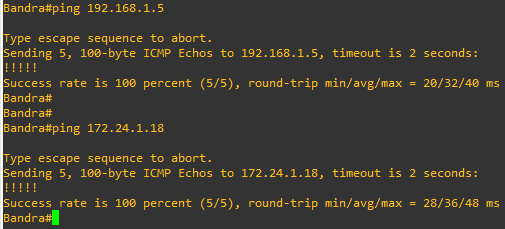 Bandra#ping 192.168.1.5
Type escape sequence to abort.
Sending 5, 100-byte ICMP Echos to 192.168.1.5, timeout is 2 seconds:
!!!!!
Success rate is 100 percent (5/5), round-trip min/avg/max = 20/32/40 ms
Bandra#
Bandra#
Bandra#ping 172.24.1.18
Type escape sequence to abort.
Sending 5, 100-byte ICMP Echos to 172.24.1.18, timeout is 2 seconds:
!!!!!
Success rate is 100 percent (5/5), round-trip min/avg/max = 28/36/48 ms
Bandra#